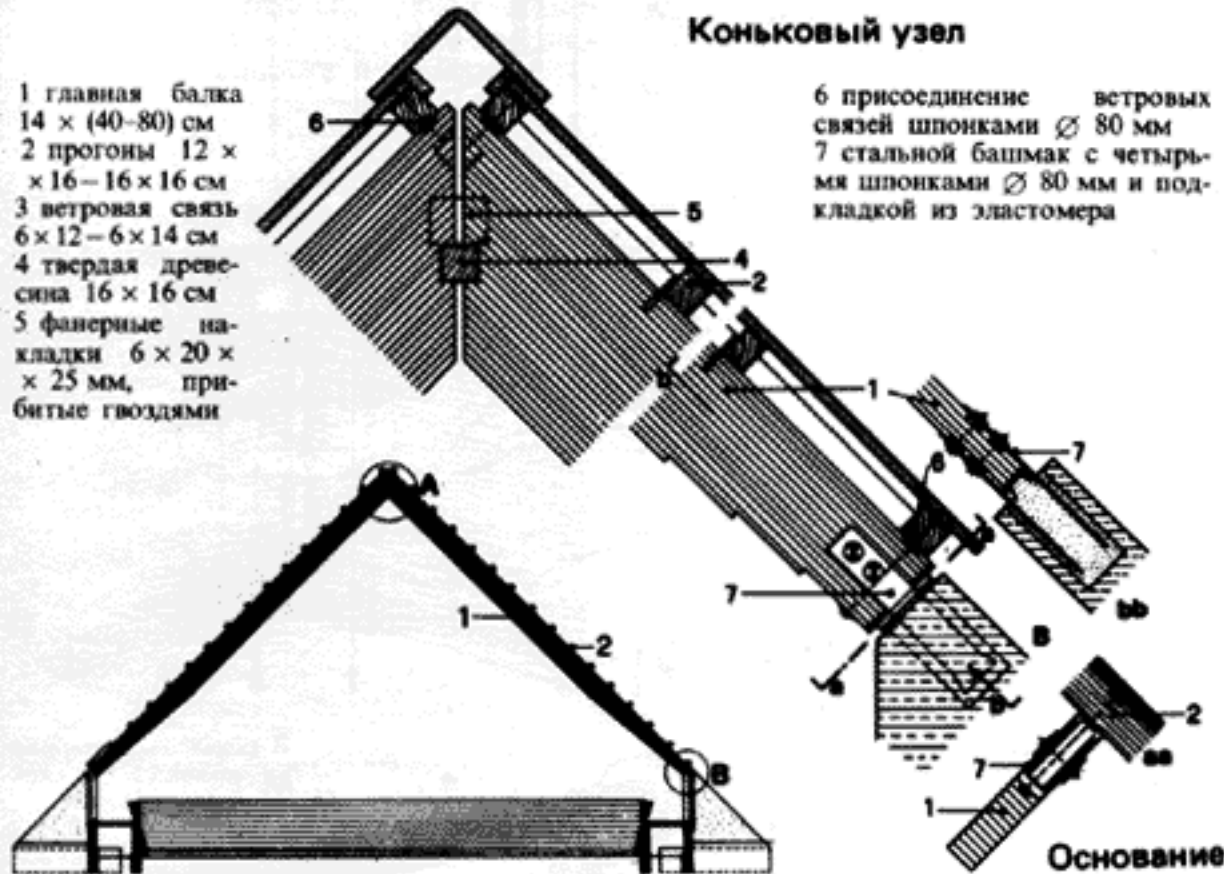 Коньковый узел
1 главная балка
14 × (40–80) см
2 прогоны 12 ×
× 16 – 16 × 16 см
3 ветровая связь
6 × 12 – 6 × 14 см
4 твердая древе-
сина 16 × 16 см
5 фанерные на-
кладки 6 × 20 ×
× 25 мм, при-
битые гвоздями
6 присоединение ветровых
связей шпонками ∅ 80 мм
7 стальной башмак с четырь-
мя шпонками ∅ 80 мм и под-
кладкой из эластомера
6
5
4
2
b
1
7
6
a
7
bb
B
a
b
A
1
2
B
2
7
aa
1
Основание